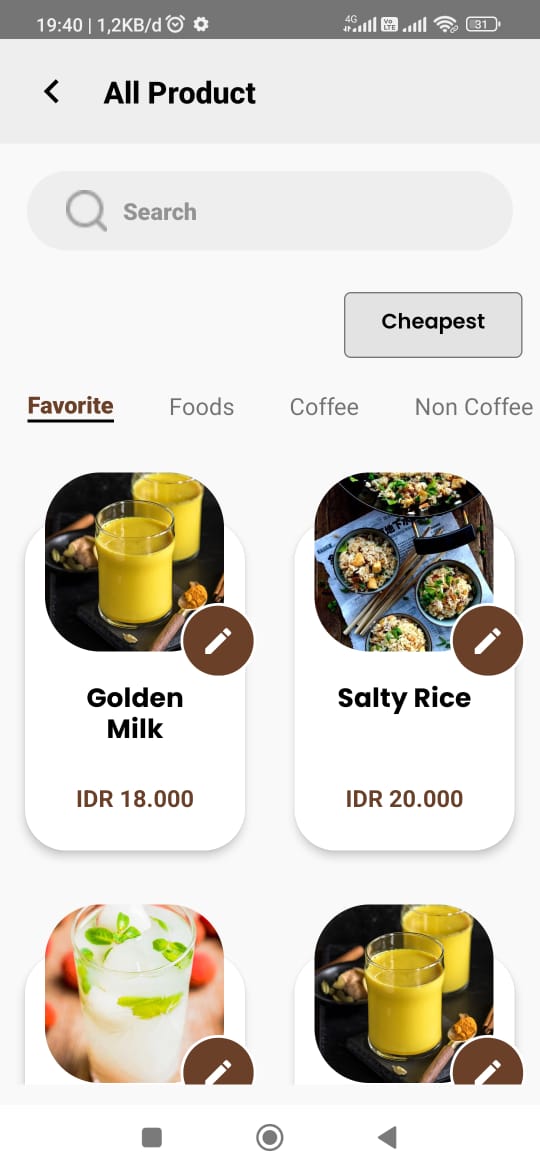 19:40 | 1,2KB/d
4G
Vo
LTE
31
All Product
Search
Cheapest
Favorite
Foods
Coffee
Non Coffee
Golden
Milk
Salty Rice
IDR 18.000
IDR 20.000